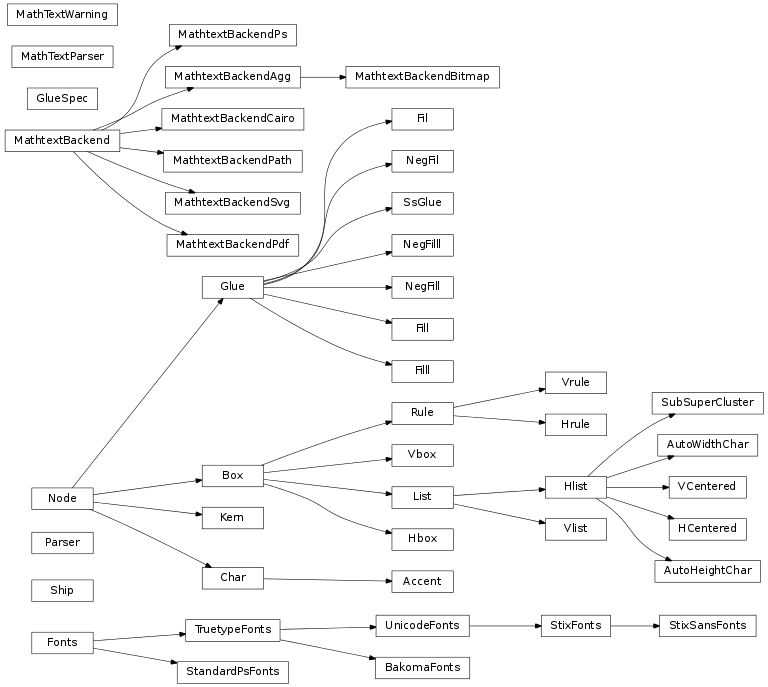 MathTextWarning
MathtextBackendPs
MathTextParser
MathtextBackendAgg
MathtextBackendBitmap
GlueSpec
MathtextBackendCairo
Fil
MathtextBackend
MathtextBackendPath
NegFil
MathtextBackendSvg
SsGlue
MathtextBackendPdf
NegFilll
Glue
NegFill
Fill
Filll
Vrule
SubSuperCluster
Rule
Hrule
AutoWidthChar
Vbox
Box
Hlist
VCentered
Node
List
Kern
Vlist
HCentered
Parser
Hbox
AutoHeightChar
Char
Accent
Ship
UnicodeFonts
StixFonts
StixSansFonts
TruetypeFonts
Fonts
BakomaFonts
StandardPsFonts